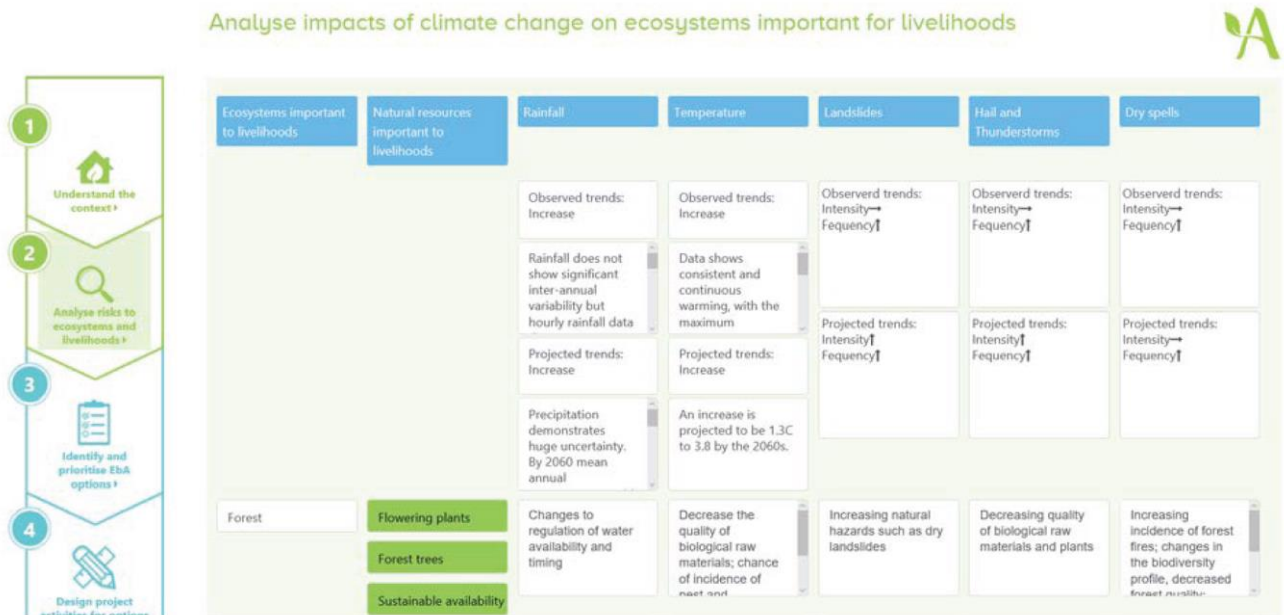 Analyse impacts of climate change on ecosystems important for livelihoods
1
Understand the
context
2
Analyse risks to
ecosystems and
livelihoods
3
Identify and
prioritise EbA
options
4
Design project
activities for options
Ecosystems important
to livelihoods
Natural resources
important to
livelihoods
Rainfall
Temperature
Landslides
Hail and
Thunderstorms
Dry spells
Observed trends:
Increase
Rainfall does not
show significant
inter-annual
variability but
hourly rainfall data
Projected trends:
Increase
Precipitation
demonstrates
huge uncertainty.
By 2060 mean
annual
Observed trends:
Increase
Data shows
consistent and
continuous
warming, with the
maximum
Projected trends:
Increase
An increase is
projected to be 1.3C
to 3.8 by the 2060s.
Observerd trends:
Intensity→
Fequency↑
Projected trends:
Intensity↑
Fequency↑
Observerd trends:
Intensity→
Fequency↑
Projected trends:
Intensity↑
Fequency↑
Observerd trends:
Intensity→
Fequency↑
Projected trends:
Intensity→
Fequency↑
Forest
Flowering plants
Forest trees
Sustainable availability
Changes to
regulation of water
availability and
timing
Decrease the
quality of
biological raw
materials; chance
of incidence of
pest and
Increasing natural
hazards such as dry
landslides
Decreasing quality
of biological raw
materials and plants
Increasing
incidence of forest
fires; changes in
the biodiversity
profile, decreased
forest quality;